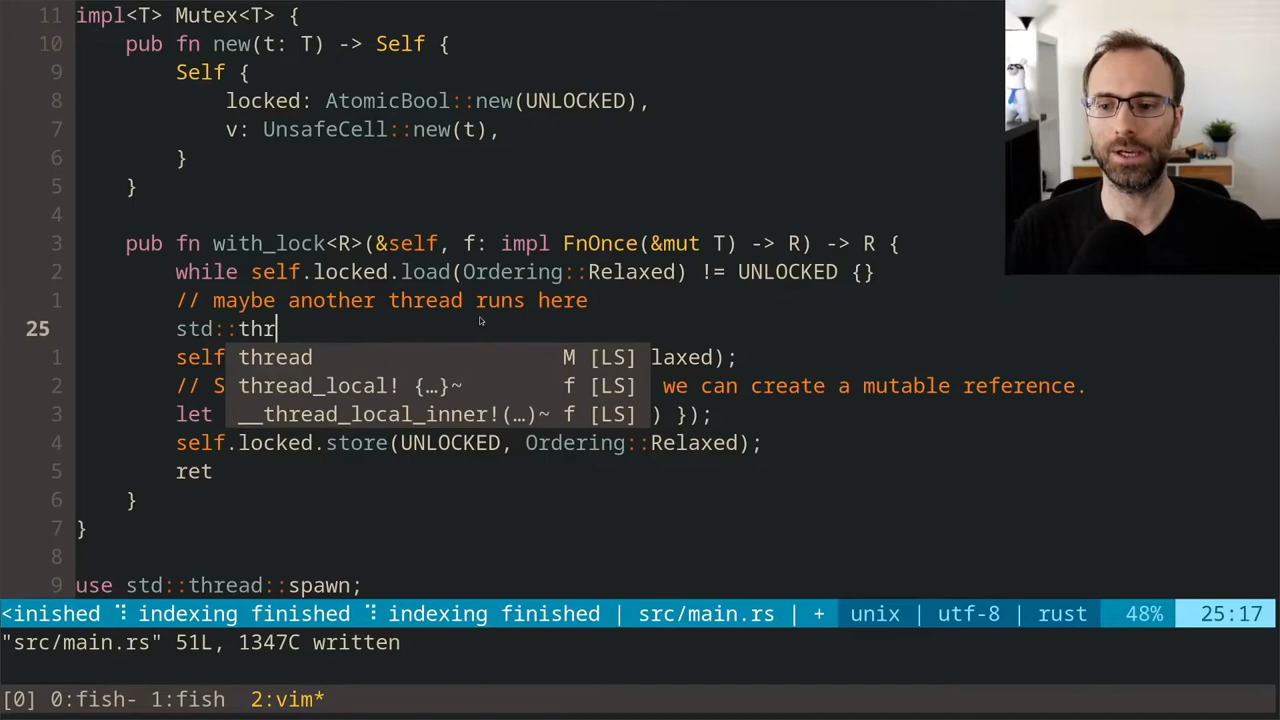 11 impl<T> Mutex<T> {
10 pub fn new(t: T) -> Self {
9 Self {
8 locked: AtomicBool::new(UNLOCKED),
7 v: UnsafeCell::new(t),
6 }
5 }
4
3 pub fn with_lock<R>(&self, f: impl FnOnce(&mut T) -> R) -> R {
2 while self.locked.load(Ordering::Relaxed) != UNLOCKED {}
1 // maybe another thread runs here
25 std::thr
1 self thread M [LS] laxed);
2 // S thread_local! {…}~ f [LS] we can create a mutable reference.
3 let __thread_local_inner!(…)~ f [LS] ) });
4 self.locked.store(UNLOCKED, Ordering::Relaxed);
5 ret
6 }
7 }
8
9 use std::thread::spawn;
<inished ⠹ indexing finished ⠹ indexing finished | src/main.rs | + unix | utf-8 | rust 48% 25:17
"src/main.rs" 51L, 1347C written
[0] 0:fish- 1:fish 2:vim*